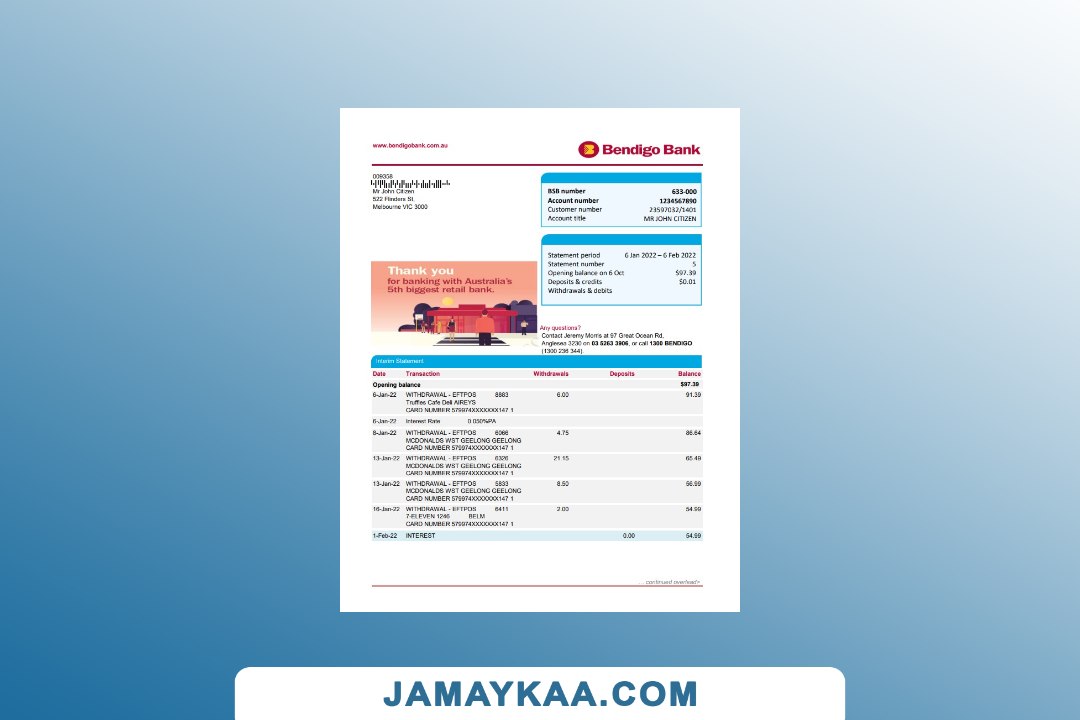 www.bendigobank.com.au
Bendigo Bank
009358
Mr John Citizen
522 Flinders St
Melbourne VIC 3000
BSB number 633-000
Account number 1234567890
Customer number 23597032/1401
Account title MR JOHN CITIZEN
Statement period 6 Jan 2022 – 6 Feb 2022
Statement number 5
Opening balance on 6 Oct $97.39
Deposits & credits $0.01
Withdrawals & debits
Thank you
for banking with Australia's
5th biggest retail bank.
Any questions?
Contact Jeremy Morris at 97 Great Ocean Rd,
Anglesea 3230 on 03 5263 3906, or call 1300 BENDIGO
(1300 236 344).
Interim Statement
Date Transaction Withdrawals Deposits Balance
Opening balance $97.39
6-Jan-22 WITHDRAWAL - EFTPOS 8883 6.00 91.39
Truffles Cafe Deli AIREYS
CARD NUMBER 579974XXXXXXX147 1
6-Jan-22 Interest Rate 0.050%PA
8-Jan-22 WITHDRAWAL - EFTPOS 6066 4.75 86.64
MCDONALDS WST GEELONG GEELONG
CARD NUMBER 579974XXXXXXX147 1
13-Jan-22 WITHDRAWAL - EFTPOS 6326 21.15 65.49
MCDONALDS WST GEELONG GEELONG
CARD NUMBER 579974XXXXXXX147 1
13-Jan-22 WITHDRAWAL - EFTPOS 5833 8.50 56.99
MCDONALDS WST GEELONG GEELONG
CARD NUMBER 579974XXXXXXX147 1
16-Jan-22 WITHDRAWAL - EFTPOS 6411 2.00 54.99
7-ELEVEN 1246 BELM
CARD NUMBER 579974XXXXXXX147 1
1-Feb-22 INTEREST 0.00 54.99
... continued overleaf>
JAMAYKAA.COM